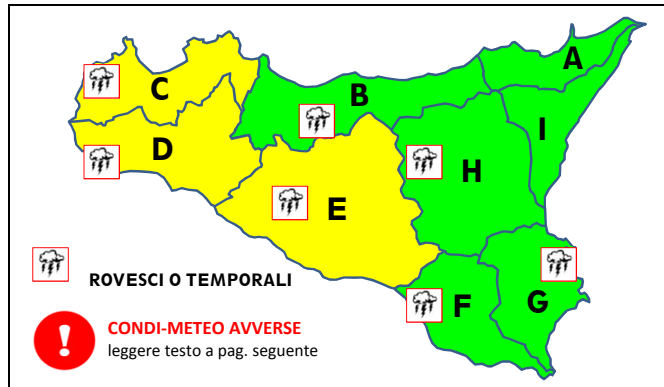 A
C
B
I
D
H
E
ROVESCI O TEMPORALI
F
G
CONDI-METEO AVVERSE
leggere testo a pag. seguente